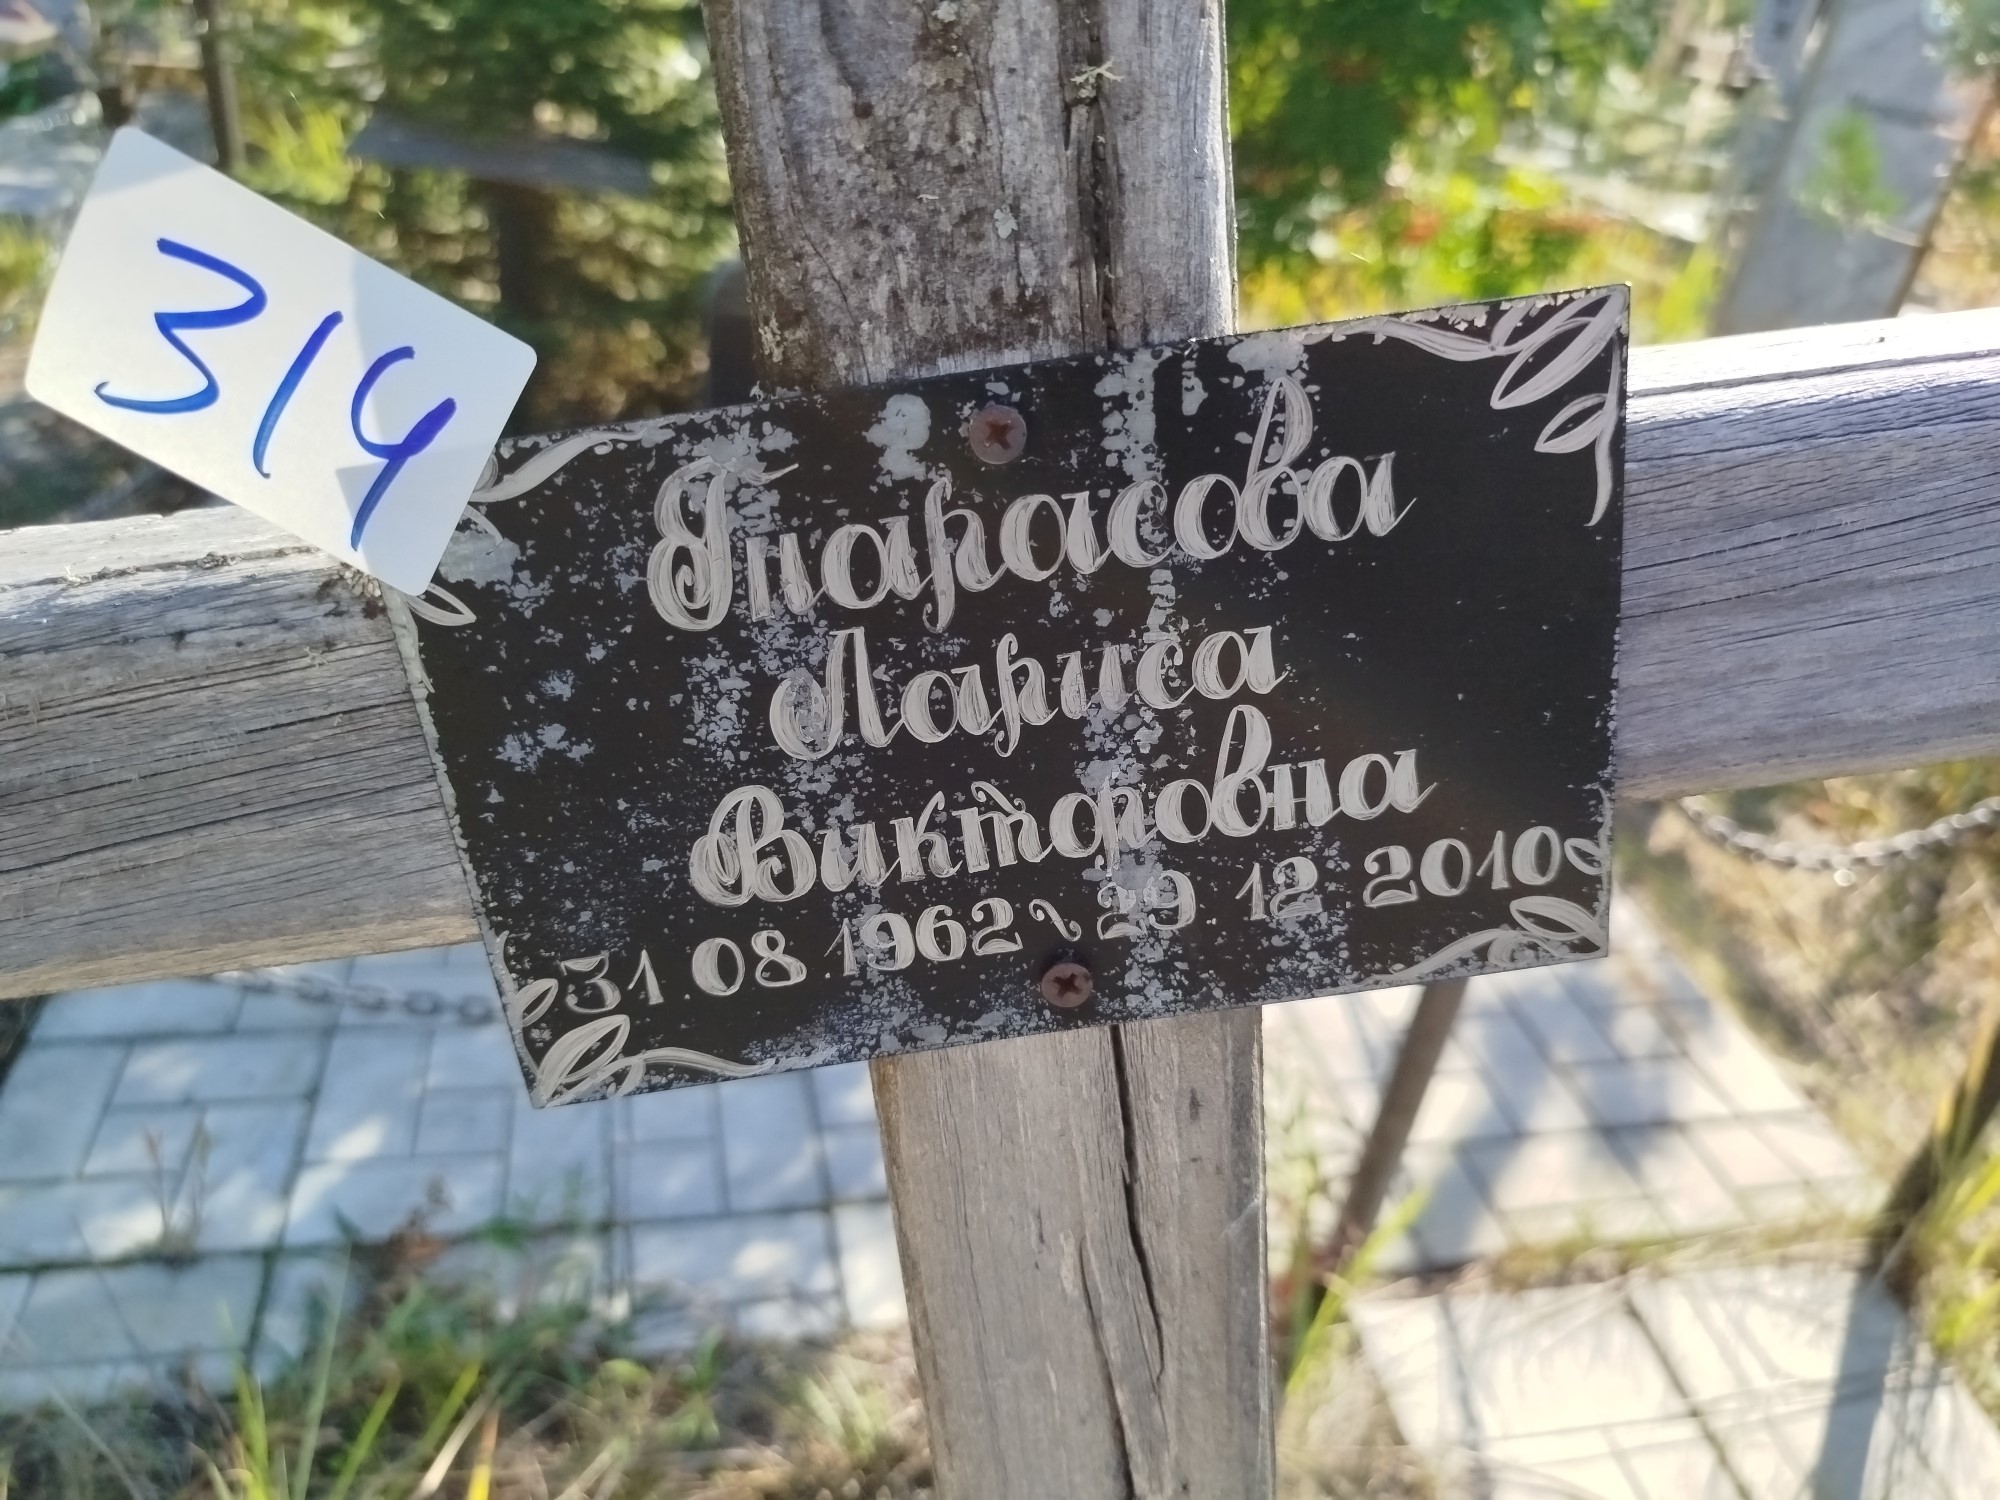 314
Тарасова
Лариса
Викторовна
31.08.1962 ~ 29.12.2010